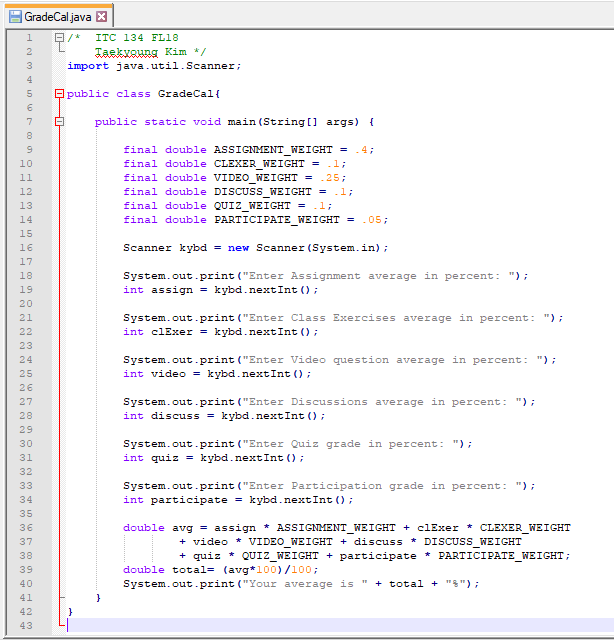 GradeCal.java
1 /*  ITC 134 FL18
2     Taekyoung Kim */
3 import java.util.Scanner;
4
5 public class GradeCal{
6
7     public static void main(String[] args) {
8
9         final double ASSIGNMENT_WEIGHT = .4;
10         final double CLEXER_WEIGHT = .1;
11         final double VIDEO_WEIGHT = .25;
12         final double DISCUSS_WEIGHT = .1;
13         final double QUIZ_WEIGHT = .1;
14         final double PARTICIPATE_WEIGHT = .05;
15
16         Scanner kybd = new Scanner(System.in);
17
18         System.out.print("Enter Assignment average in percent: ");
19         int assign = kybd.nextInt();
20
21         System.out.print("Enter Class Exercises average in percent: ");
22         int clExer = kybd.nextInt();
23
24         System.out.print("Enter Video question average in percent: ");
25         int video = kybd.nextInt();
26
27         System.out.print("Enter Discussions average in percent: ");
28         int discuss = kybd.nextInt();
29
30         System.out.print("Enter Quiz grade in percent: ");
31         int quiz = kybd.nextInt();
32
33         System.out.print("Enter Participation grade in percent: ");
34         int participate = kybd.nextInt();
35
36         double avg = assign * ASSIGNMENT_WEIGHT + clExer * CLEXER_WEIGHT
37                 + video * VIDEO_WEIGHT + discuss * DISCUSS_WEIGHT
38                 + quiz * QUIZ_WEIGHT + participate * PARTICIPATE_WEIGHT;
39         double total= (avg*100)/100;
40         System.out.print("Your average is " + total + "%");
41     }
42 }
43